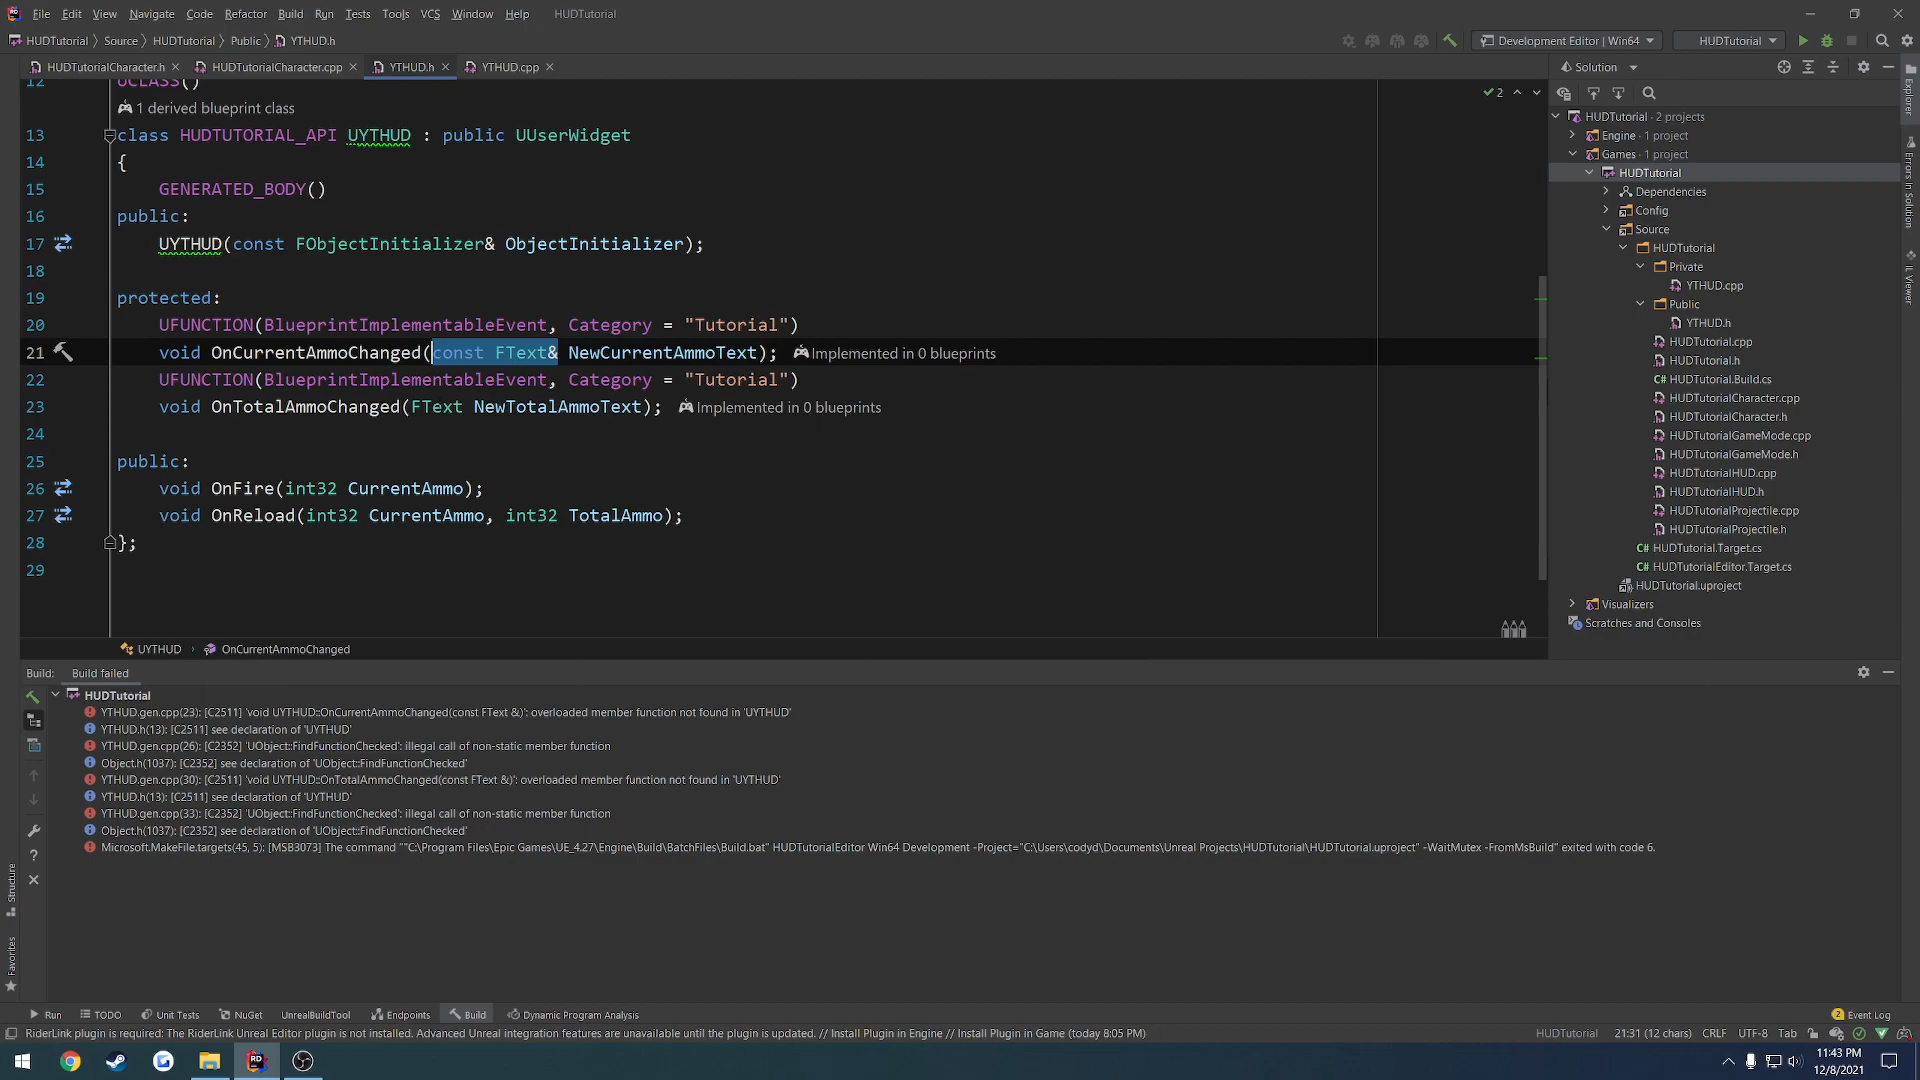 File Edit View Navigate Code Refactor Build Run Tests Tools VCS Window Help HUDTutorial
HUDTutorial Source HUDTutorial Public YTHUD.h
Development Editor | Win64 HUDTutorial
HUDTutorialCharacter.h HUDTutorialCharacter.cpp YTHUD.h YTHUD.cpp
12 UCLASS()
1 derived blueprint class
13 class HUDTUTORIAL_API UYTHUD : public UUserWidget
14 {
15 GENERATED_BODY()
16 public:
17 UYTHUD(const FObjectInitializer& ObjectInitializer);
18
19 protected:
20 UFUNCTION(BlueprintImplementableEvent, Category = "Tutorial")
21 void OnCurrentAmmoChanged(const FText& NewCurrentAmmoText); Implemented in 0 blueprints
22 UFUNCTION(BlueprintImplementableEvent, Category = "Tutorial")
23 void OnTotalAmmoChanged(FText NewTotalAmmoText); Implemented in 0 blueprints
24
25 public:
26 void OnFire(int32 CurrentAmmo);
27 void OnReload(int32 CurrentAmmo, int32 TotalAmmo);
28 };
29
2
UYTHUD OnCurrentAmmoChanged
Solution
HUDTutorial · 2 projects
Engine · 1 project
Games · 1 project
HUDTutorial
Dependencies
Config
Source
HUDTutorial
Private
YTHUD.cpp
Public
YTHUD.h
HUDTutorial.cpp
HUDTutorial.h
HUDTutorial.Build.cs
HUDTutorialCharacter.cpp
HUDTutorialCharacter.h
HUDTutorialGameMode.cpp
HUDTutorialGameMode.h
HUDTutorialHUD.cpp
HUDTutorialHUD.h
HUDTutorialProjectile.cpp
HUDTutorialProjectile.h
HUDTutorial.Target.cs
HUDTutorialEditor.Target.cs
HUDTutorial.uproject
Visualizers
Scratches and Consoles
Explorer
Errors In Solution
IL Viewer
Build: Build failed
HUDTutorial
YTHUD.gen.cpp(23): [C2511] 'void UYTHUD::OnCurrentAmmoChanged(const FText &)': overloaded member function not found in 'UYTHUD'
YTHUD.h(13): [C2511] see declaration of 'UYTHUD'
YTHUD.gen.cpp(26): [C2352] 'UObject::FindFunctionChecked': illegal call of non-static member function
Object.h(1037): [C2352] see declaration of 'UObject::FindFunctionChecked'
YTHUD.gen.cpp(30): [C2511] 'void UYTHUD::OnTotalAmmoChanged(const FText &)': overloaded member function not found in 'UYTHUD'
YTHUD.h(13): [C2511] see declaration of 'UYTHUD'
YTHUD.gen.cpp(33): [C2352] 'UObject::FindFunctionChecked': illegal call of non-static member function
Object.h(1037): [C2352] see declaration of 'UObject::FindFunctionChecked'
Microsoft.MakeFile.targets(45, 5): [MSB3073] The command ""C:\Program Files\Epic Games\UE_4.27\Engine\Build\BatchFiles\Build.bat" HUDTutorialEditor Win64 Development -Project="C:\Users\codyd\Documents\Unreal Projects\HUDTutorial\HUDTutorial.uproject" -WaitMutex -FromMsBuild" exited with code 6.
Structure
Favorites
Run TODO Unit Tests NuGet UnrealBuildTool Endpoints Build Dynamic Program Analysis 2 Event Log
RiderLink plugin is required: The RiderLink Unreal Editor plugin is not installed. Advanced Unreal integration features are unavailable until the plugin is updated. // Install Plugin in Engine // Install Plugin in Game (today 8:05 PM) HUDTutorial 21:31 (12 chars) CRLF UTF-8 Tab
11:43 PM
12/8/2021